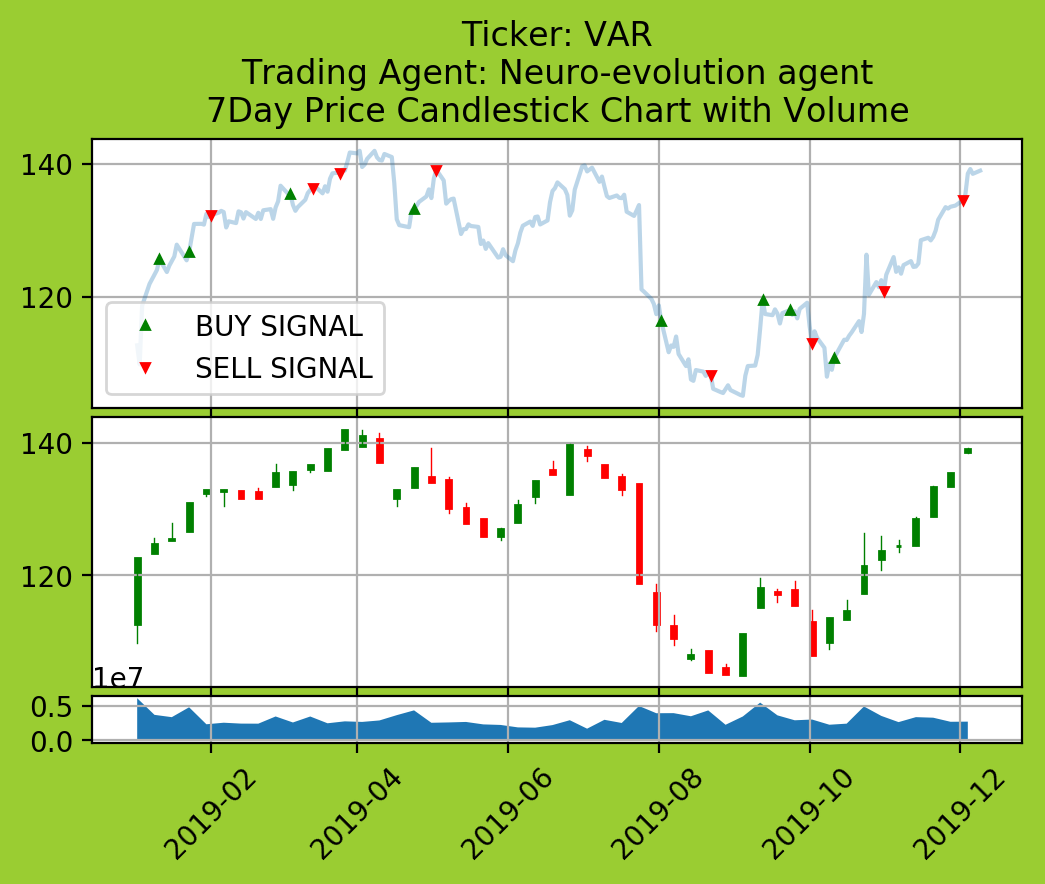 Ticker: VAR
Trading Agent: Neuro-evolution agent
7Day Price Candlestick Chart with Volume
140
120
BUY SIGNAL
SELL SIGNAL
140
120
1e7
0.5
0.0
2019-02
2019-04
2019-06
2019-08
2019-10
2019-12